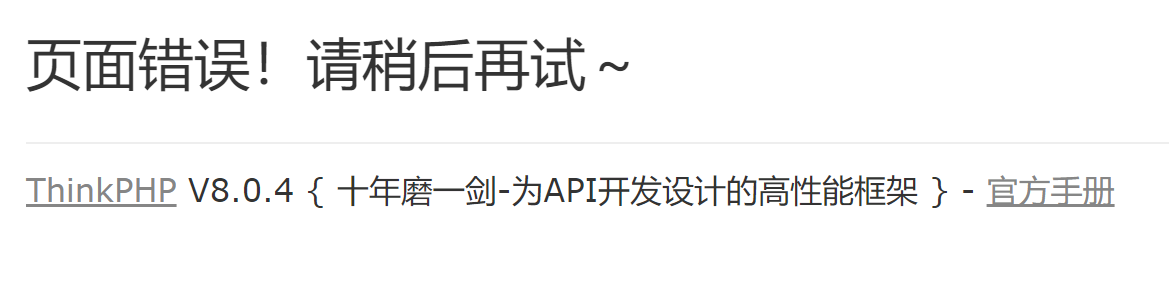 页面错误！请稍后再试～
ThinkPHP V8.0.4 { 十年磨一剑-为API开发设计的高性能框架 } - 官方手册